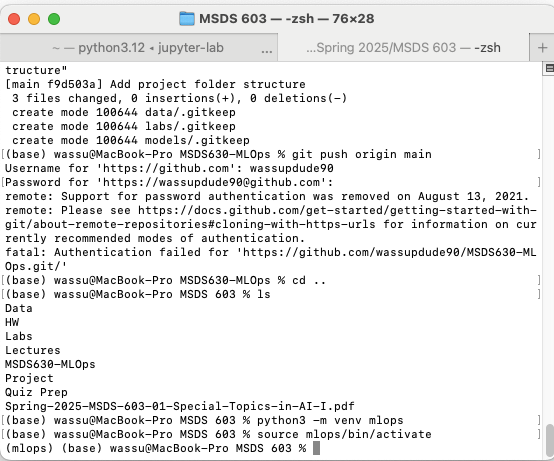 MSDS 603 — -zsh — 76×28
~ — python3.12 ◂ jupyter-lab ...
...Spring 2025/MSDS 603 — -zsh +
tructure"
[main f9d503a] Add project folder structure
 3 files changed, 0 insertions(+), 0 deletions(-)
 create mode 100644 data/.gitkeep
 create mode 100644 labs/.gitkeep
 create mode 100644 models/.gitkeep
[(base) wassu@MacBook-Pro MSDS630-MLOps % git push origin main ]
Username for 'https://github.com': wassupdude90
[Password for 'https://wassupdude90@github.com': ]
remote: Support for password authentication was removed on August 13, 2021.
remote: Please see https://docs.github.com/get-started/getting-started-with-
git/about-remote-repositories#cloning-with-https-urls for information on cur
rently recommended modes of authentication.
fatal: Authentication failed for 'https://github.com/wassupdude90/MSDS630-ML
Ops.git/'
[(base) wassu@MacBook-Pro MSDS630-MLOps % cd .. ]
[(base) wassu@MacBook-Pro MSDS 603 % ls ]
Data
HW
Labs
Lectures
MSDS630-MLOps
Project
Quiz Prep
Spring-2025-MSDS-603-01-Special-Topics-in-AI-I.pdf
[(base) wassu@MacBook-Pro MSDS 603 % python3 -m venv mlops ]
[(base) wassu@MacBook-Pro MSDS 603 % source mlops/bin/activate ]
(mlops) (base) wassu@MacBook-Pro MSDS 603 %